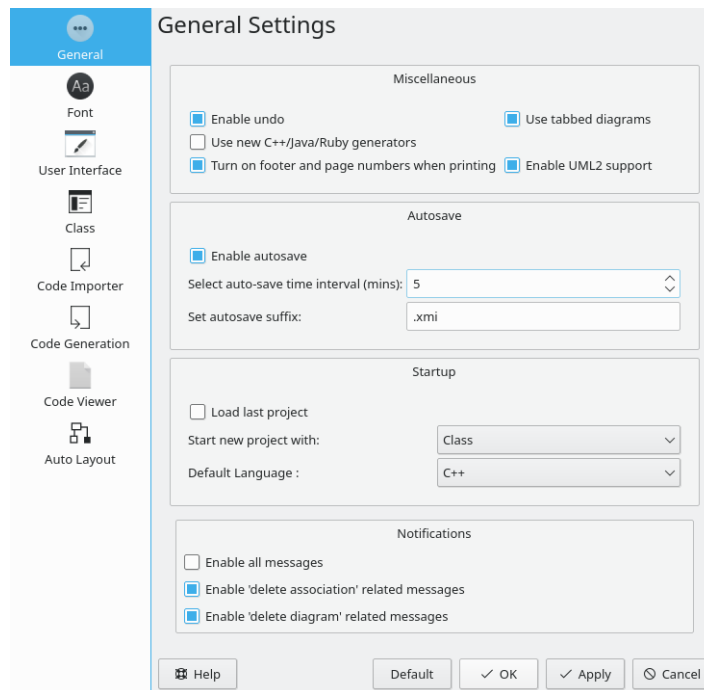 General Settings
General
Aa
Font
User Interface
Class
Code Importer
Code Generation
Code Viewer
Auto Layout
Miscellaneous
Enable undo
Use tabbed diagrams
Use new C++/Java/Ruby generators
Turn on footer and page numbers when printing
Enable UML2 support
Autosave
Enable autosave
Select auto-save time interval (mins): 5
Set autosave suffix: .xmi
Startup
Load last project
Start new project with: Class
Default Language : C++
Notifications
Enable all messages
Enable 'delete association' related messages
Enable 'delete diagram' related messages
Help
Default
OK
Apply
Cancel